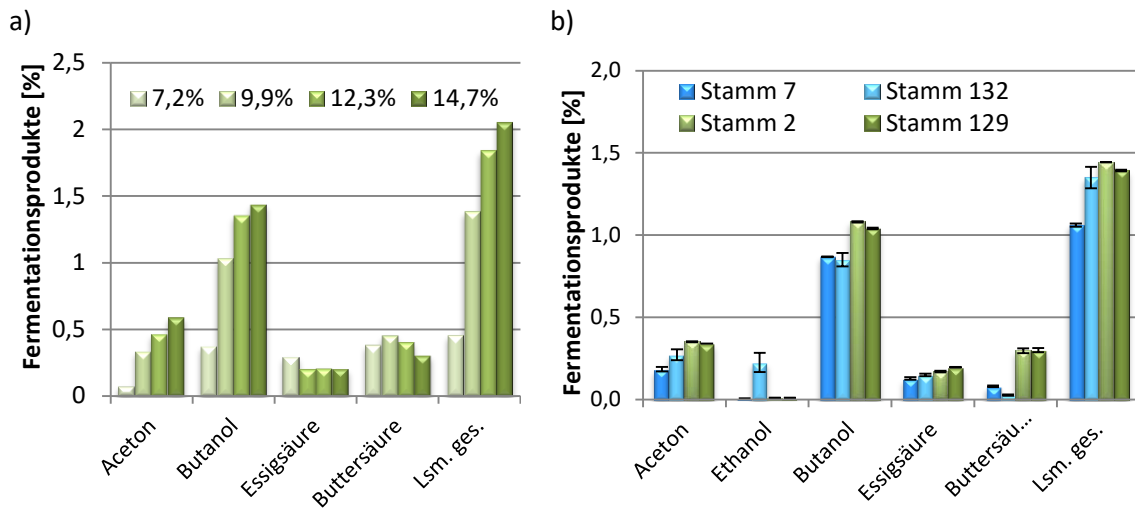 a)
Fermentationsprodukte [%]
2,5
2
1,5
1
0,5
0
7,2% 9,9% 12,3% 14,7%
Aceton
Butanol
Essigsäure
Buttersäure
Lsm. ges.
b)
Fermentationsprodukte [%]
2,0
1,5
1,0
0,5
0,0
Stamm 7 Stamm 132
Stamm 2 Stamm 129
Aceton
Ethanol
Butanol
Essigsäure
Buttersäu...
Lsm. ges.